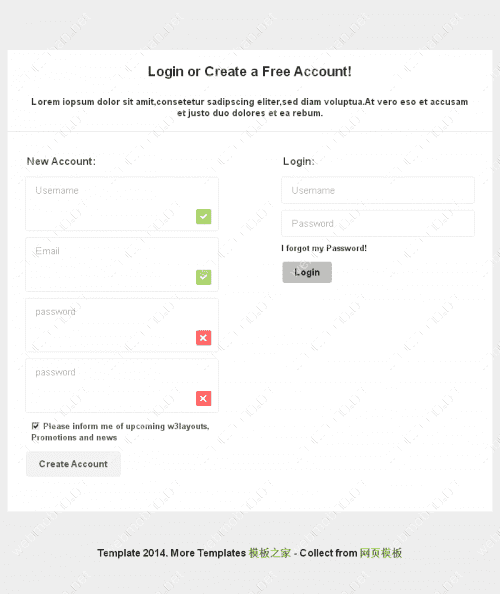 Login or Create a Free Account!
Lorem iopsum dolor sit amit,consetetur sadipscing eliter,sed diam voluptua.At vero eso et accusam
et justo duo dolores et ea rebum.
New Account:
Username
Email
password
password
Please inform me of upcoming w3layouts,
Promotions and news
Create Account
Login:
Username
Password
I forgot my Password!
Login
Template 2014. More Templates 模板之家 - Collect from 网页模板